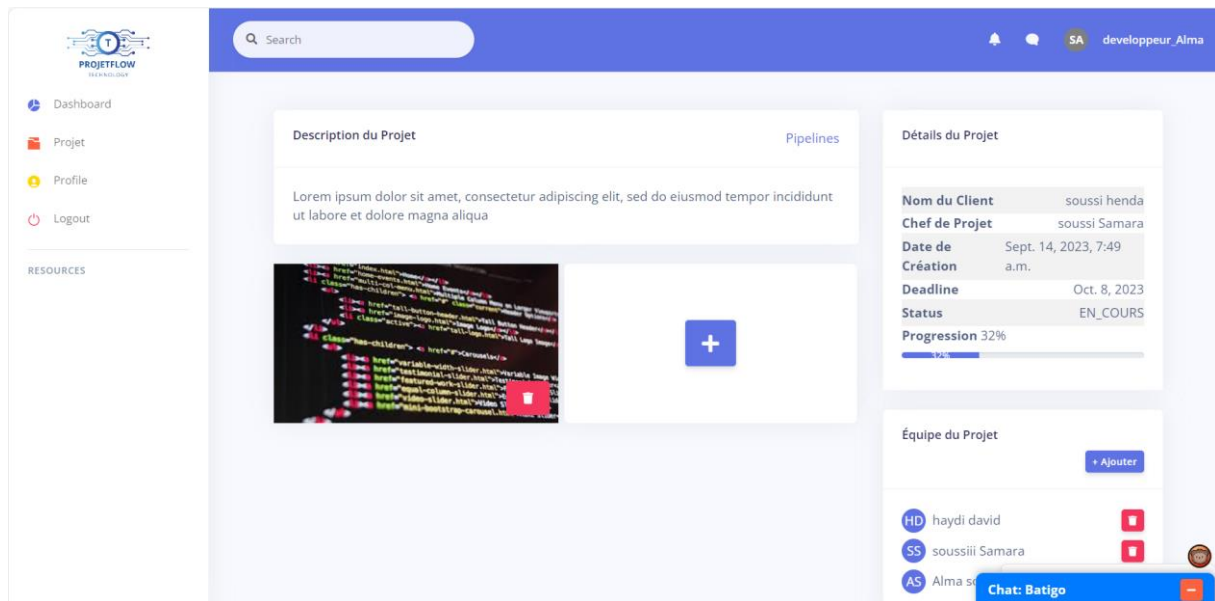 PROJETFLOW
TECHNOLOGY
Search
SA developpeur_Alma
Dashboard
Projet
Profile
Logout
RESOURCES
Description du Projet
Pipelines
Lorem ipsum dolor sit amet, consectetur adipiscing elit, sed do eiusmod tempor incididunt
ut labore et dolore magna aliqua
Détails du Projet
Nom du Client soussi henda
Chef de Projet soussi Samara
Date de Sept. 14, 2023, 7:49
Création a.m.
Deadline Oct. 8, 2023
Status EN_COURS
Progression 32%
32%
Équipe du Projet
+ Ajouter
HD haydi david
SS soussiii Samara
AS Alma
Chat: Batigo